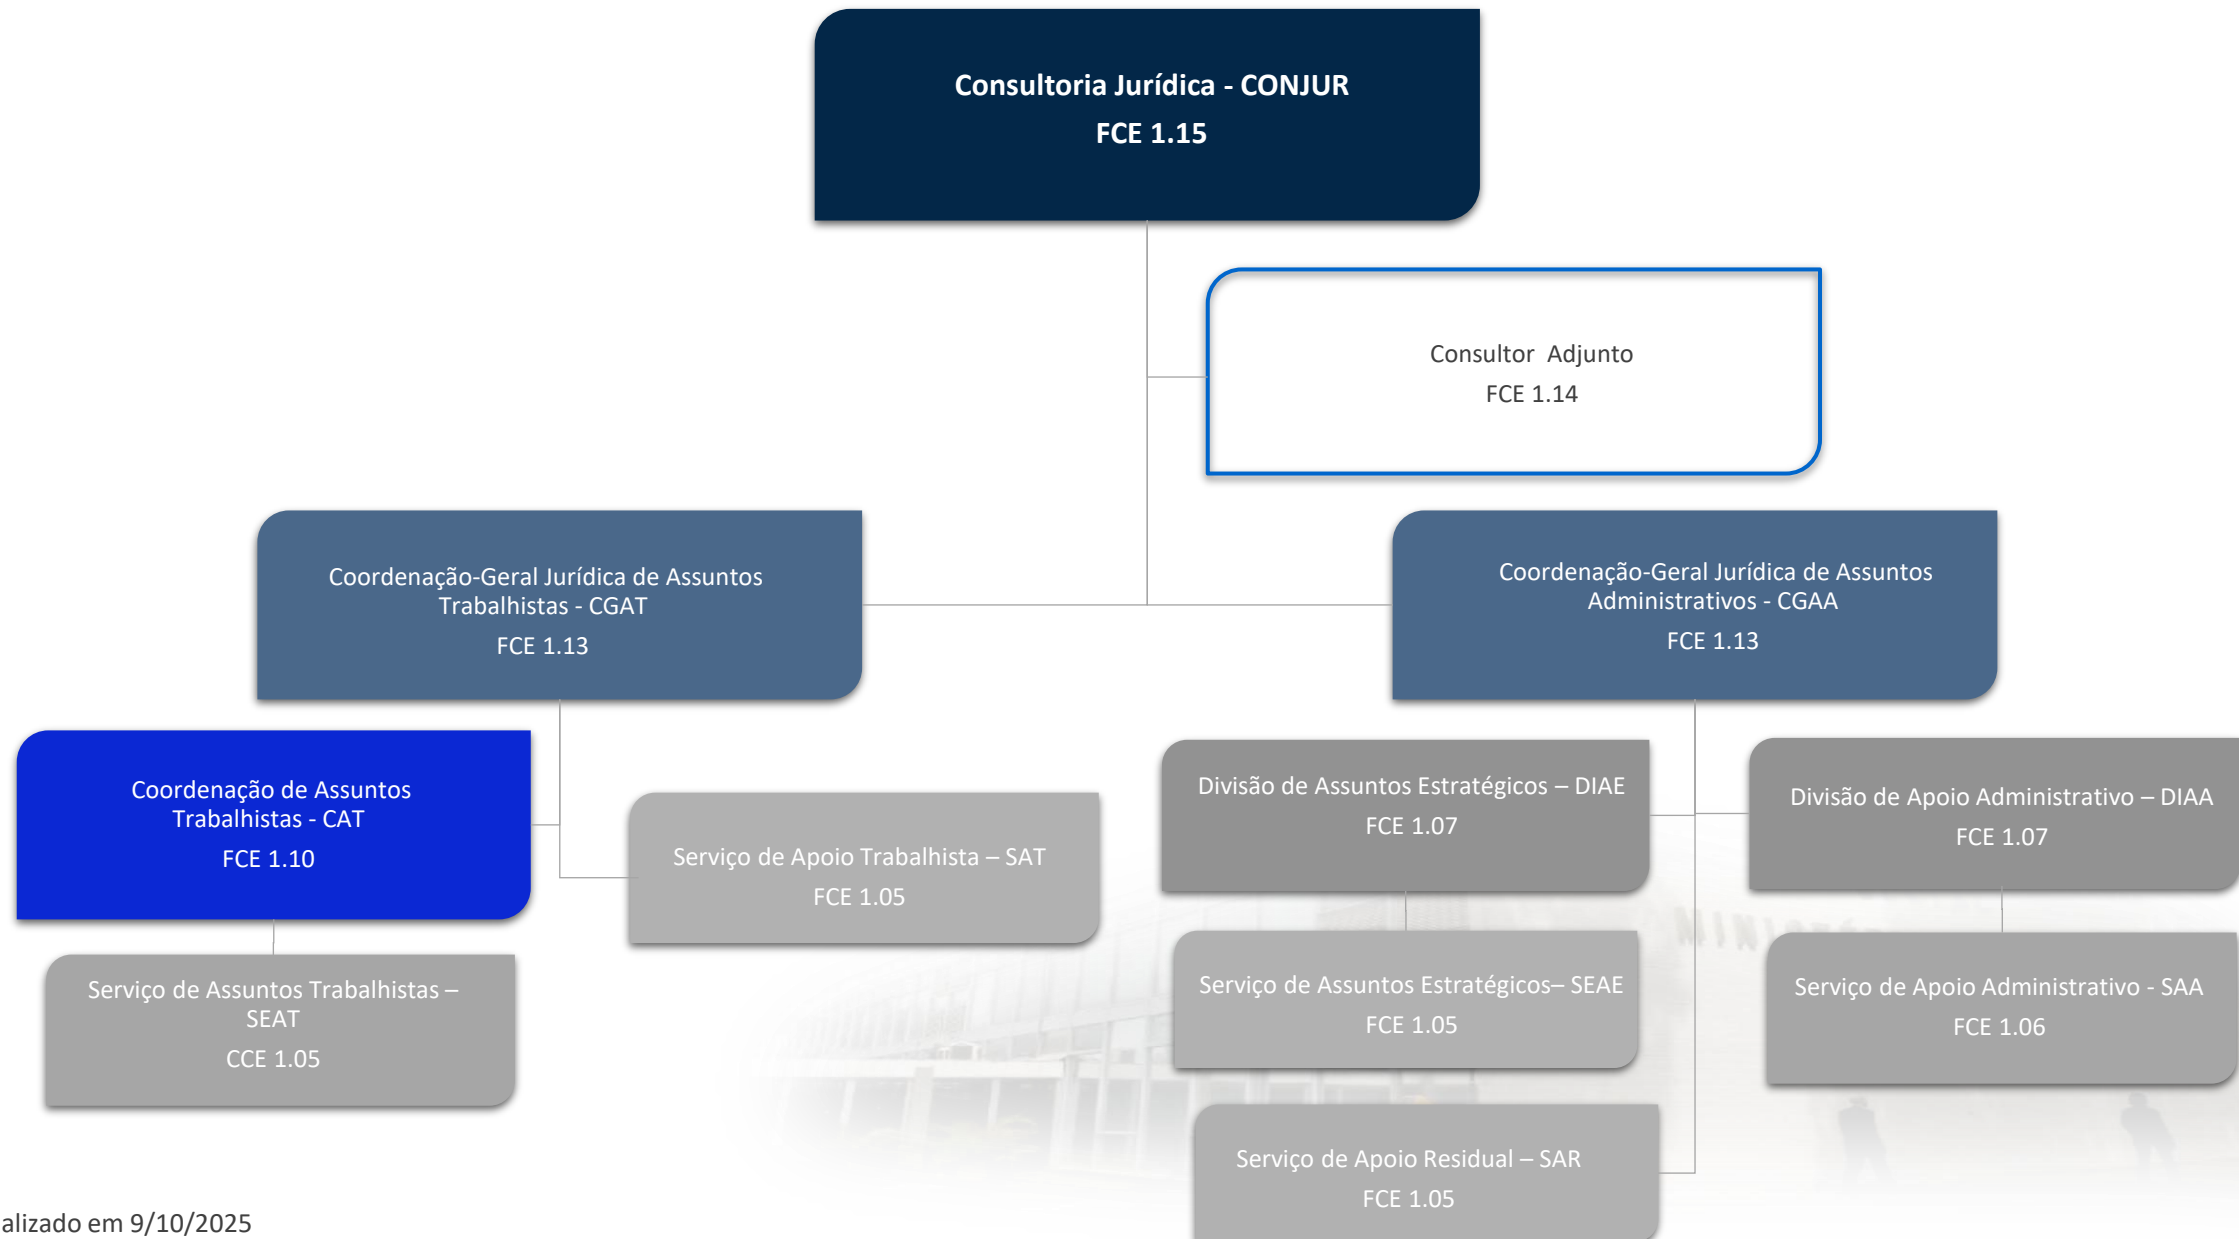 Consultoria Jurídica - CONJUR
FCE 1.15
Consultor  Adjunto
FCE 1.14
Coordenação-Geral Jurídica de Assuntos
Trabalhistas - CGAT
FCE 1.13
Coordenação-Geral Jurídica de Assuntos
Administrativos - CGAA
FCE 1.13
Coordenação de Assuntos
Trabalhistas - CAT
FCE 1.10
Serviço de Apoio Trabalhista – SAT
FCE 1.05
Serviço de Assuntos Trabalhistas –
SEAT
CCE 1.05
Divisão de Assuntos Estratégicos – DIAE
FCE 1.07
Divisão de Apoio Administrativo – DIAA
FCE 1.07
Serviço de Assuntos Estratégicos– SEAE
FCE 1.05
Serviço de Apoio Administrativo - SAA
FCE 1.06
Serviço de Apoio Residual – SAR
FCE 1.05
alizado em 9/10/2025